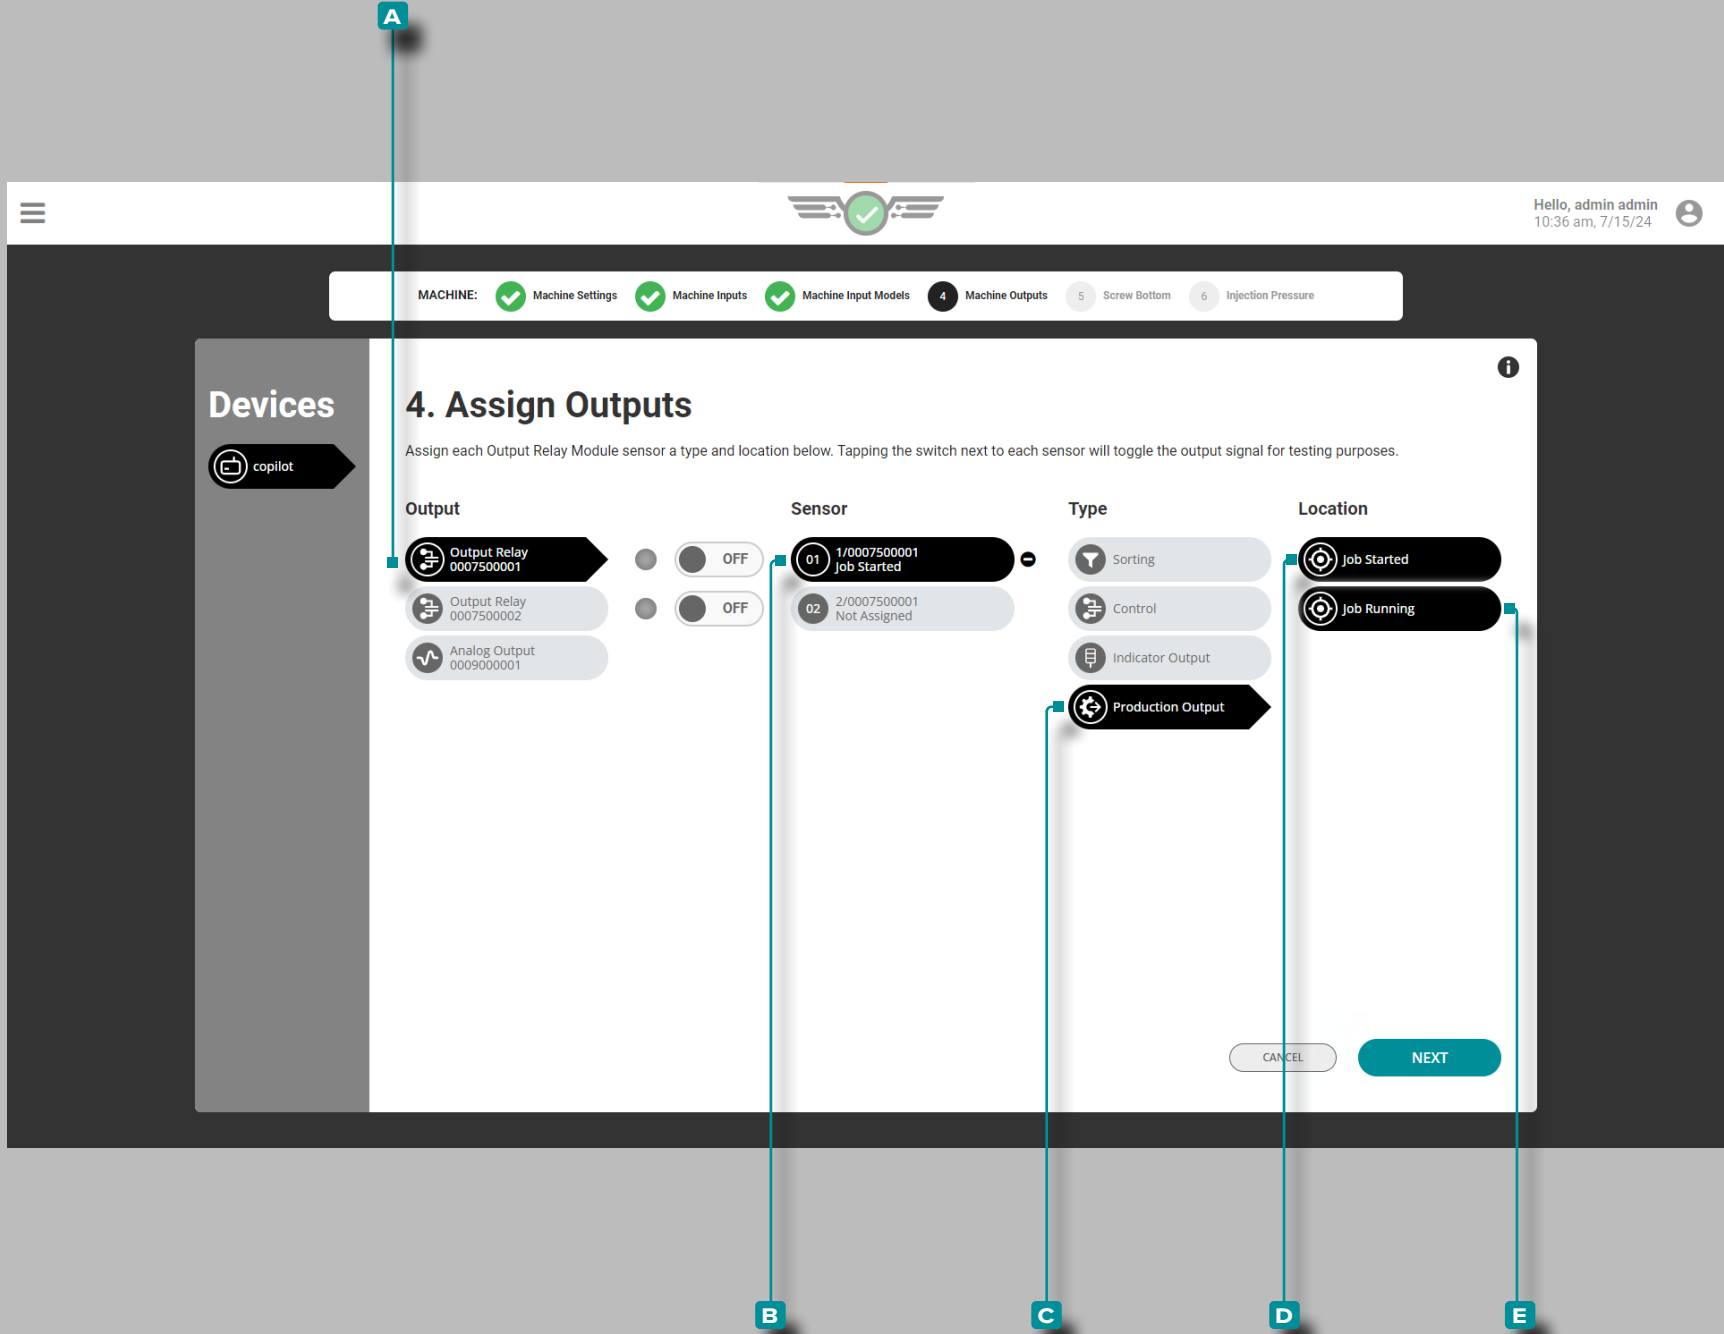 A
Hello, admin admin
10:36 am, 7/15/24
MACHINE: Machine Settings Machine Inputs Machine Input Models 4 Machine Outputs 5 Screw Bottom 6 Injection Pressure
Devices
copilot
4. Assign Outputs
Assign each Output Relay Module sensor a type and location below. Tapping the switch next to each sensor will toggle the output signal for testing purposes.
Output
Output Relay
0007500001
OFF
Output Relay
0007500002
OFF
Analog Output
0009000001
Sensor
01 1/0007500001
Job Started
02 2/0007500001
Not Assigned
Type
Sorting
Control
Indicator Output
Production Output
Location
Job Started
Job Running
CANCEL
NEXT
B
C
D
E